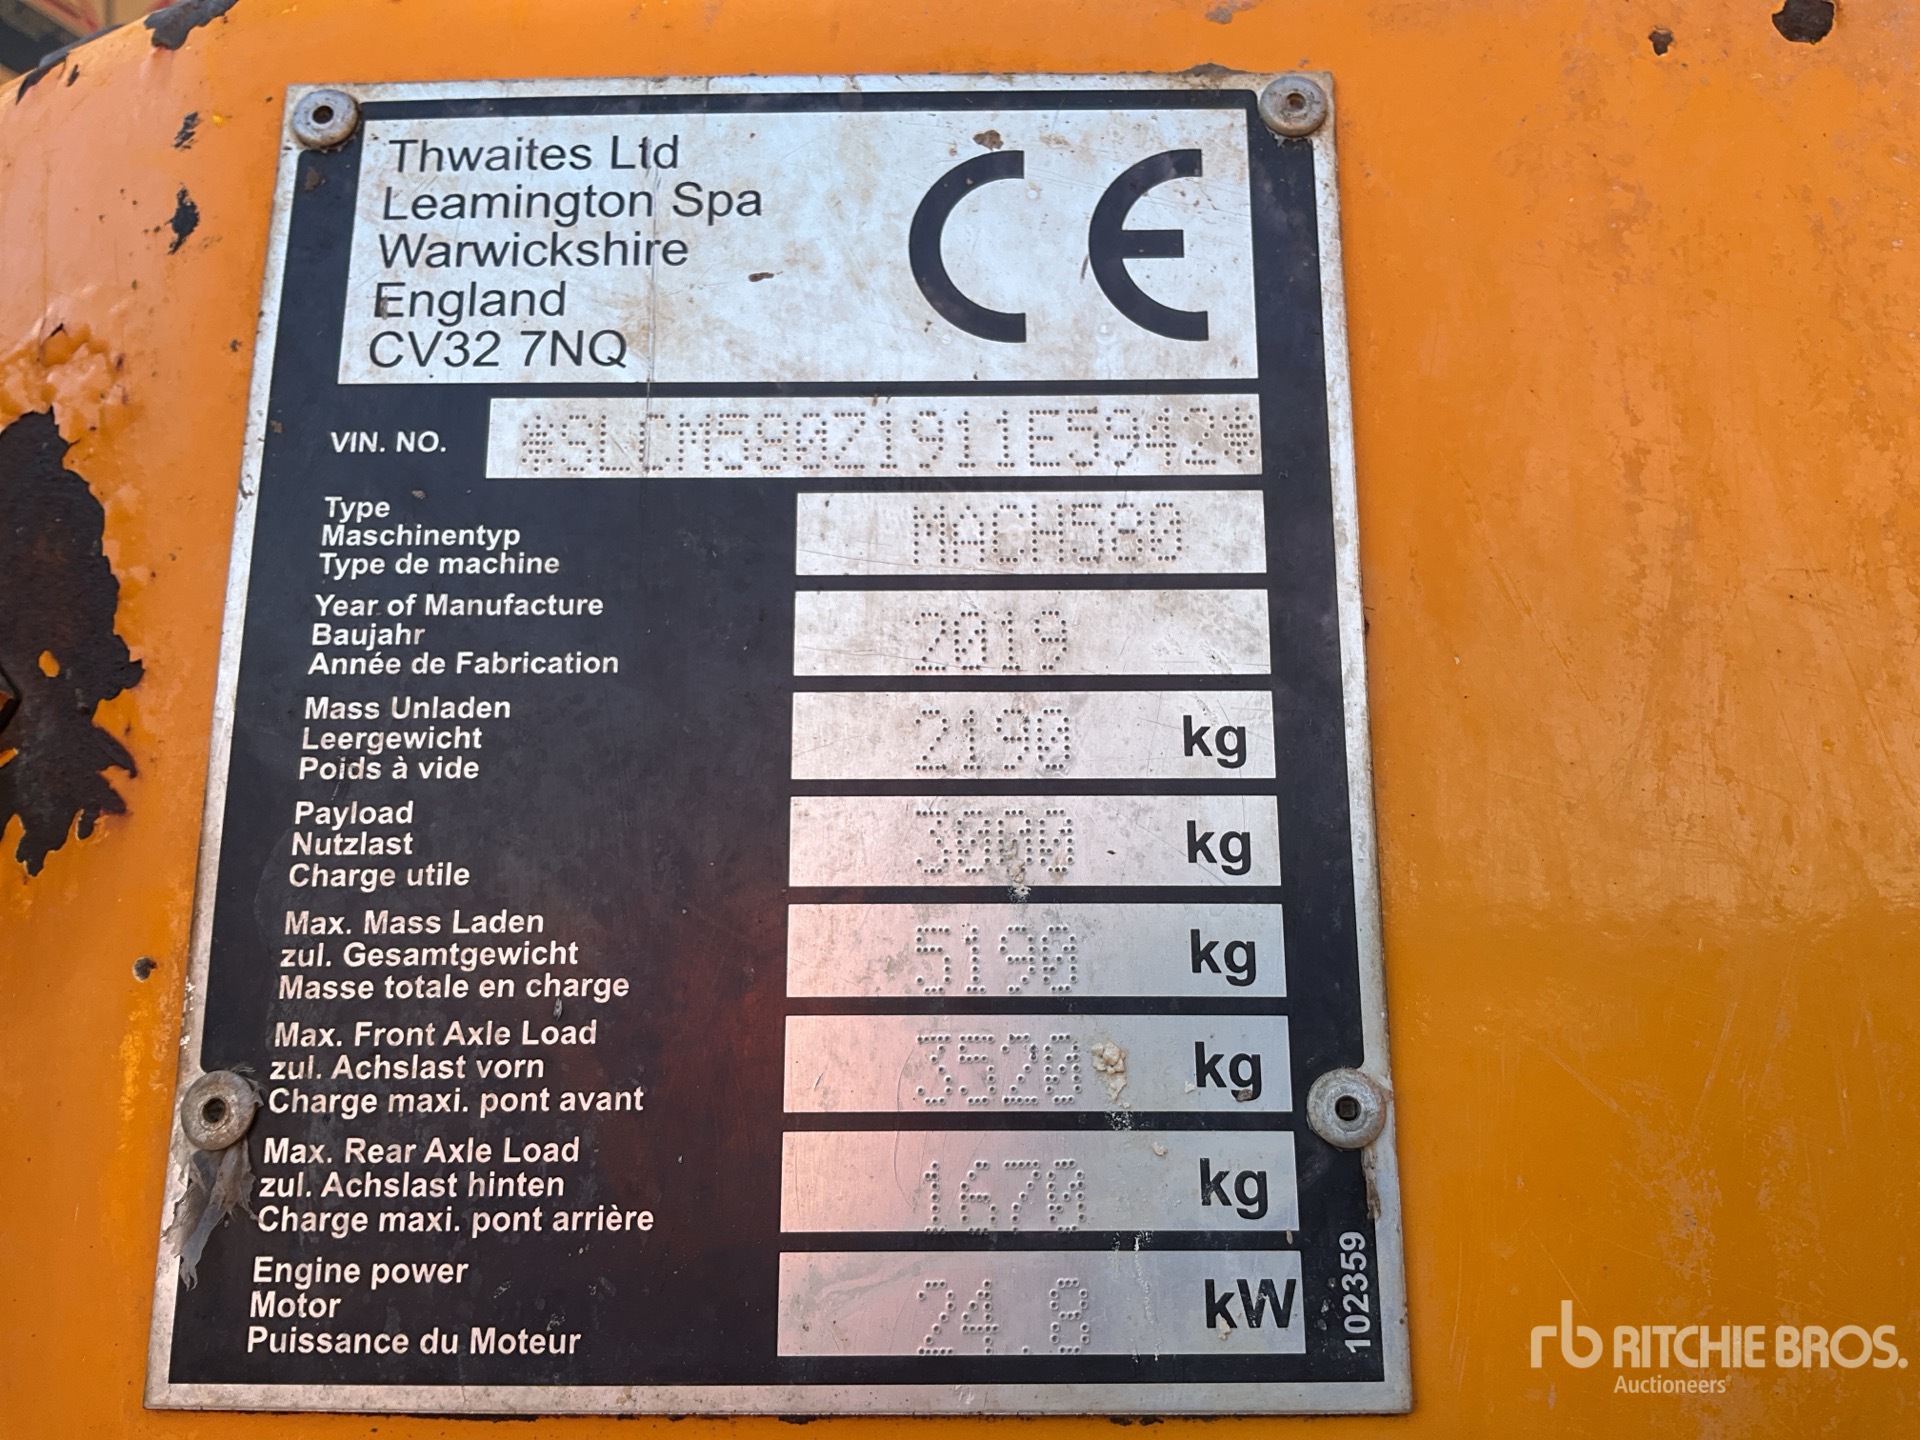 Thwaites Ltd
Leamington Spa
Warwickshire
England
CV32 7NQ
CE
VIN. NO. *SLCM580Z1911E5942*
Type
Maschinentyp
Type de machine
MACH580
Year of Manufacture
Baujahr
Année de Fabrication
2019
Mass Unladen
Leergewicht
Poids à vide
2190 kg
Payload
Nutzlast
Charge utile
3000 kg
Max. Mass Laden
zul. Gesamtgewicht
Masse totale en charge
5190 kg
Max. Front Axle Load
zul. Achslast vorn
Charge maxi. pont avant
3520 kg
Max. Rear Axle Load
zul. Achslast hinten
Charge maxi. pont arrière
1670 kg
Engine power
Motor
Puissance du Moteur
24.8 kW
102359
rb RITCHIE BROS.
Auctioneers